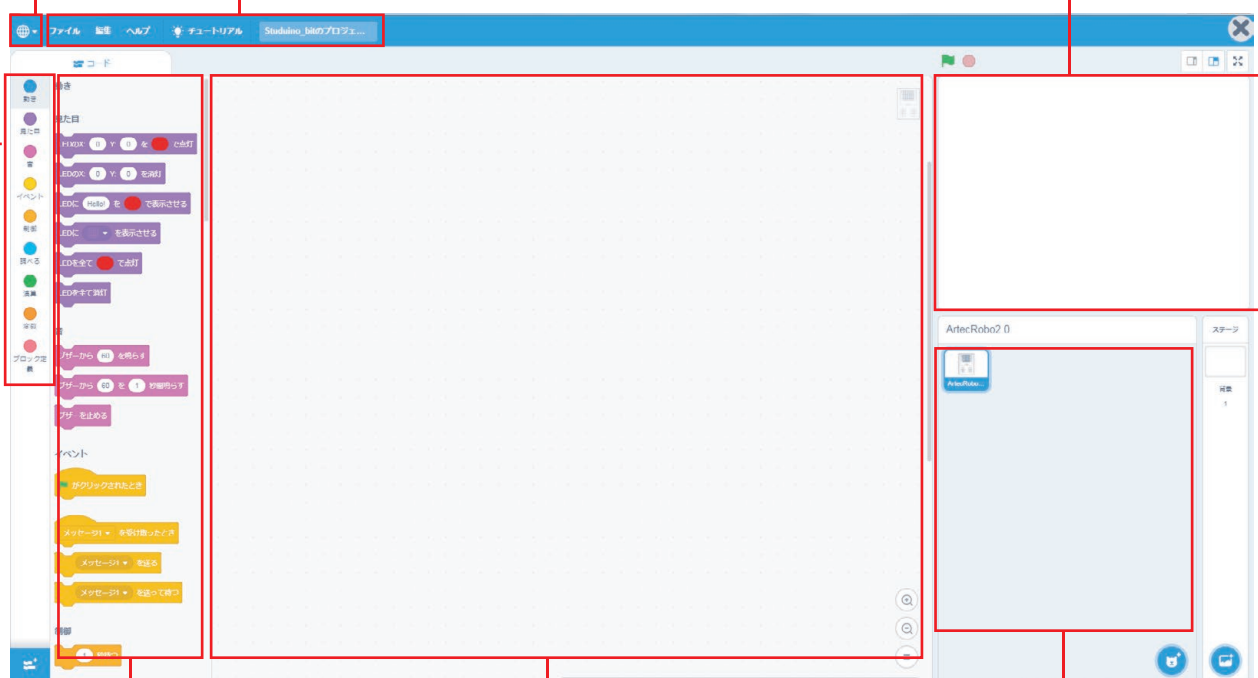 ファイル 編集 ヘルプ チュートリアル Studuino_bitのプロジェ...
コード
動き
見た目
音
イベント
制御
調べる
演算
変数
ブロック定義
動き
見た目
LEDのX: 0 Y: 0 を で点灯
LEDのX: 0 Y: 0 を消灯
LEDに Hello! を で表示させる
LEDに を表示させる
LEDを全て で点灯
LEDを全て消灯
音
ブザーから 60 を鳴らす
ブザーから 60 を 1 秒間鳴らす
ブザーを止める
イベント
がクリックされたとき
メッセージ1 を受け取ったとき
メッセージ1 を送る
メッセージ1 を送って待つ
制御
1 秒待つ
ArtecRobo2.0
ArtecRobo...
ステージ
背景
1